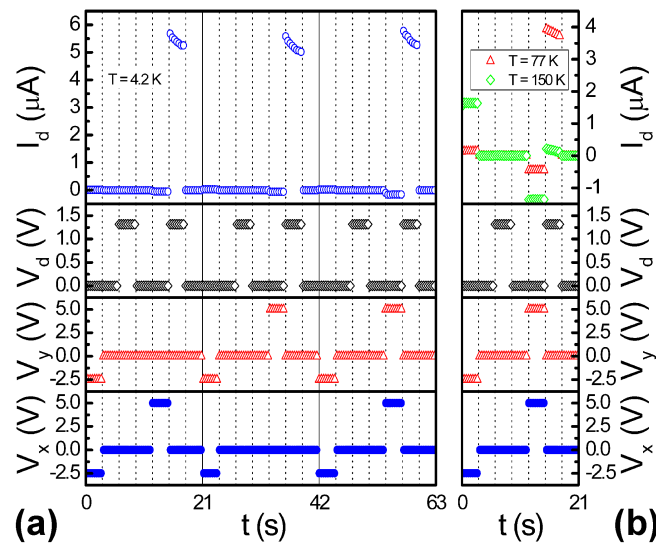 6
5
4
3
2
1
0
I_d (μA)
T = 4.2 K
1.5
1.0
0.5
0.0
V_d (V)
5.0
2.5
0.0
-2.5
V_y (V)
5.0
2.5
0.0
-2.5
V_x (V)
0 21 42 63
t (s)
(a)
T = 77 K
T = 150 K
4
3
2
1
0
-1
I_d (μA)
1.5
1.0
0.5
0.0
V_d (V)
5.0
2.5
0.0
-2.5
V_y (V)
5.0
2.5
0.0
-2.5
V_x (V)
0 21
t (s)
(b)